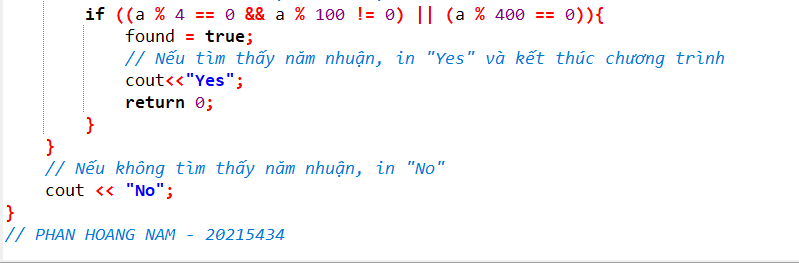 if ((a % 4 == 0 && a % 100 != 0) || (a % 400 == 0)){
found = true;
// Nếu tìm thấy năm nhuận, in "Yes" và kết thúc chương trình
cout<<"Yes";
return 0;
}
}
// Nếu không tìm thấy năm nhuận, in "No"
cout << "No";
}
// PHAN HOANG NAM - 20215434